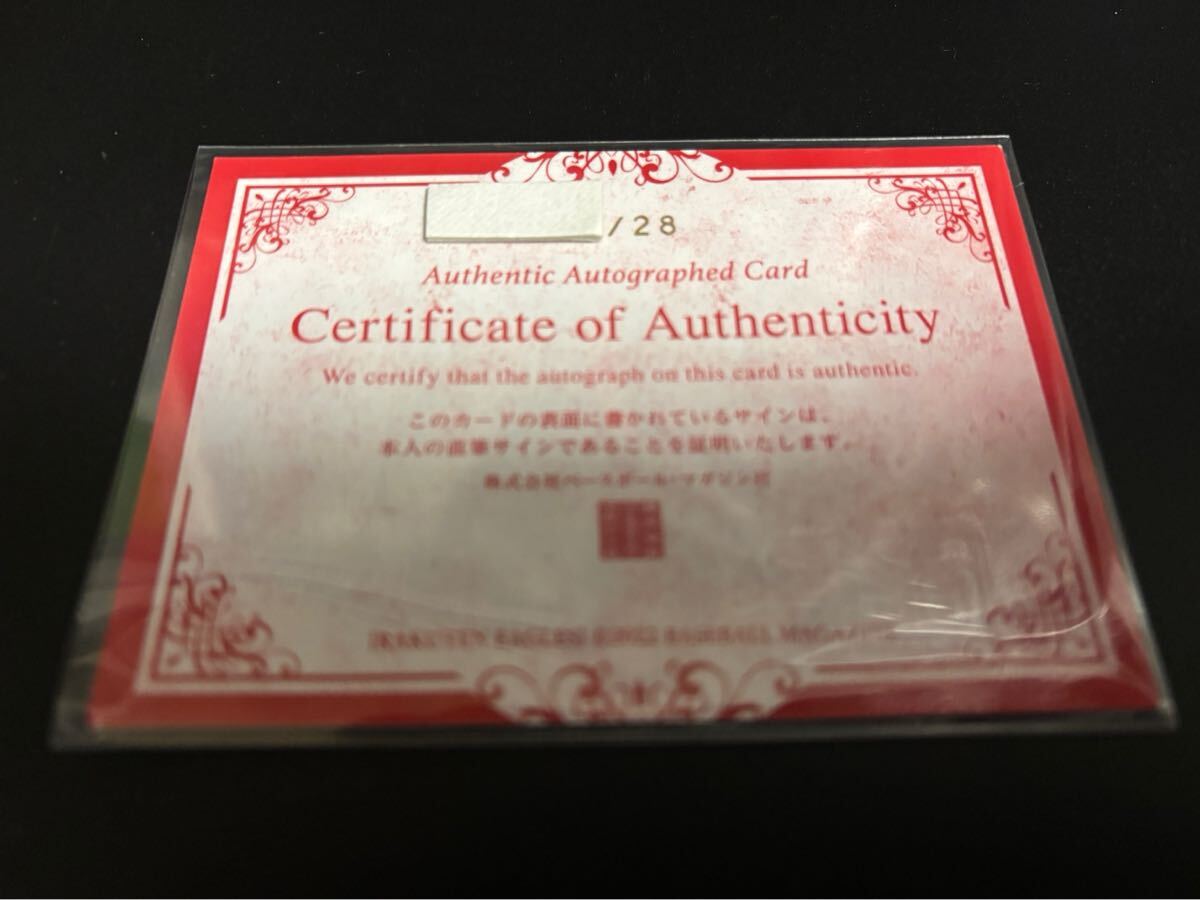 /28
Authentic Autographed Card
Certificate of Authenticity
We certify that the autograph on this card is authentic.
このカードの表面に書かれているサインは、
本人の直筆サインであることを証明いたします。
株式会社ベースボール・マガジン社
RAKUTEN EAGLES BASEBALL